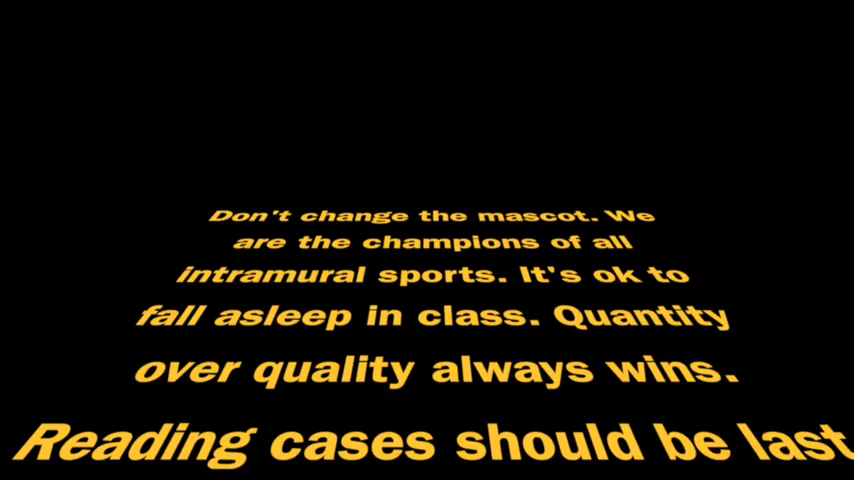 Don't change the mascot. We
are the champions of all
intramural sports. It's ok to
fall asleep in class. Quantity
over quality always wins.
Reading cases should be last